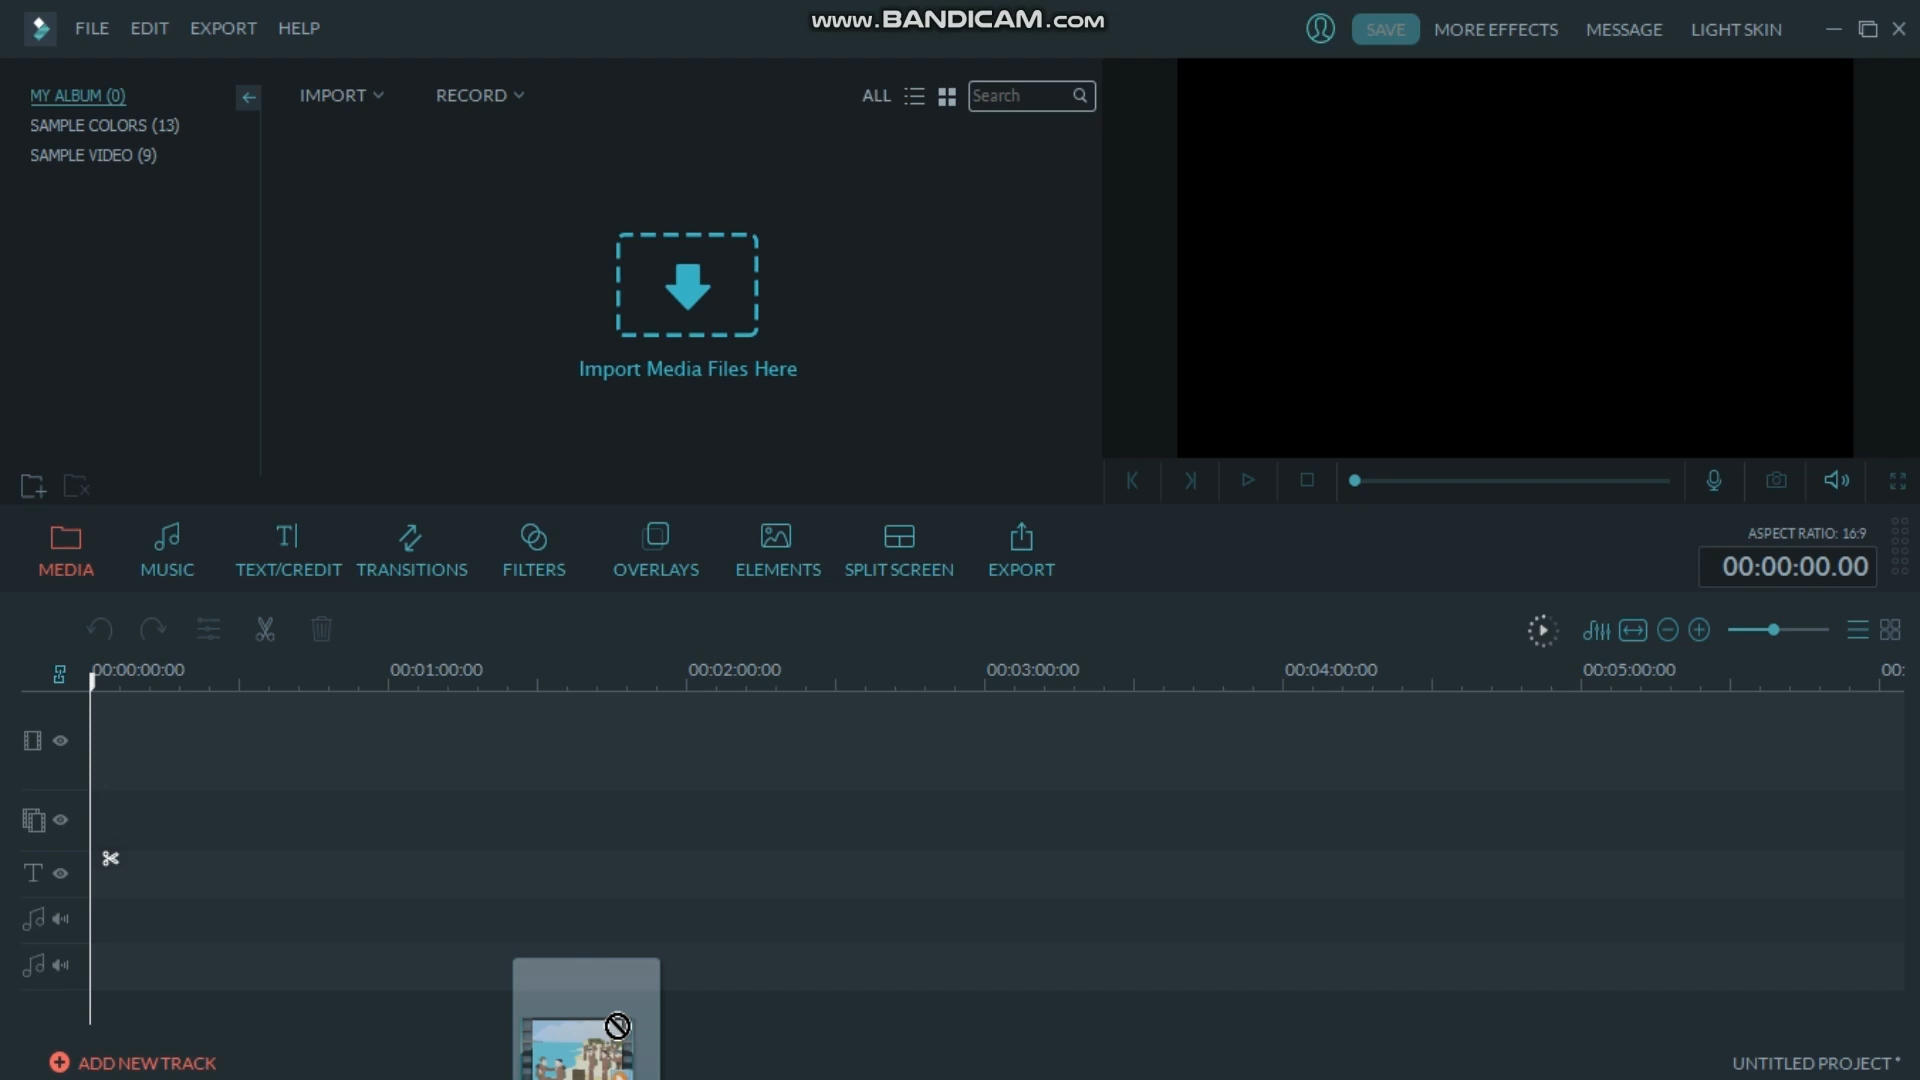 FILE EDIT EXPORT HELP
www.BANDICAM.COM
SAVE MORE EFFECTS MESSAGE LIGHT SKIN
MY ALBUM (0)
SAMPLE COLORS (13)
SAMPLE VIDEO (9)
IMPORT RECORD ALL Search
Import Media Files Here
MEDIA MUSIC TEXT/CREDIT TRANSITIONS FILTERS OVERLAYS ELEMENTS SPLIT SCREEN EXPORT
ASPECT RATIO: 16:9
00:00:00.00
00:00:00:00 00:01:00:00 00:02:00:00 00:03:00:00 00:04:00:00 00:05:00:00 00:
ADD NEW TRACK
UNTITLED PROJECT *